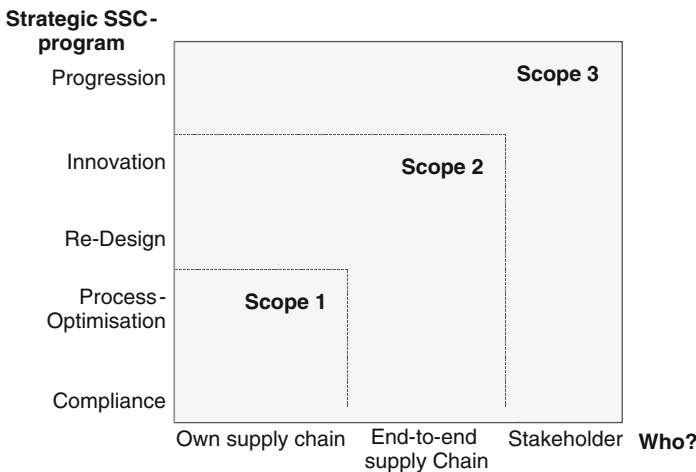 Strategic SSC-
program
Progression
Scope 3
Innovation
Scope 2
Re-Design
Process-
Optimisation
Scope 1
Compliance
Own supply chain
End-to-end
supply Chain
Stakeholder
Who?